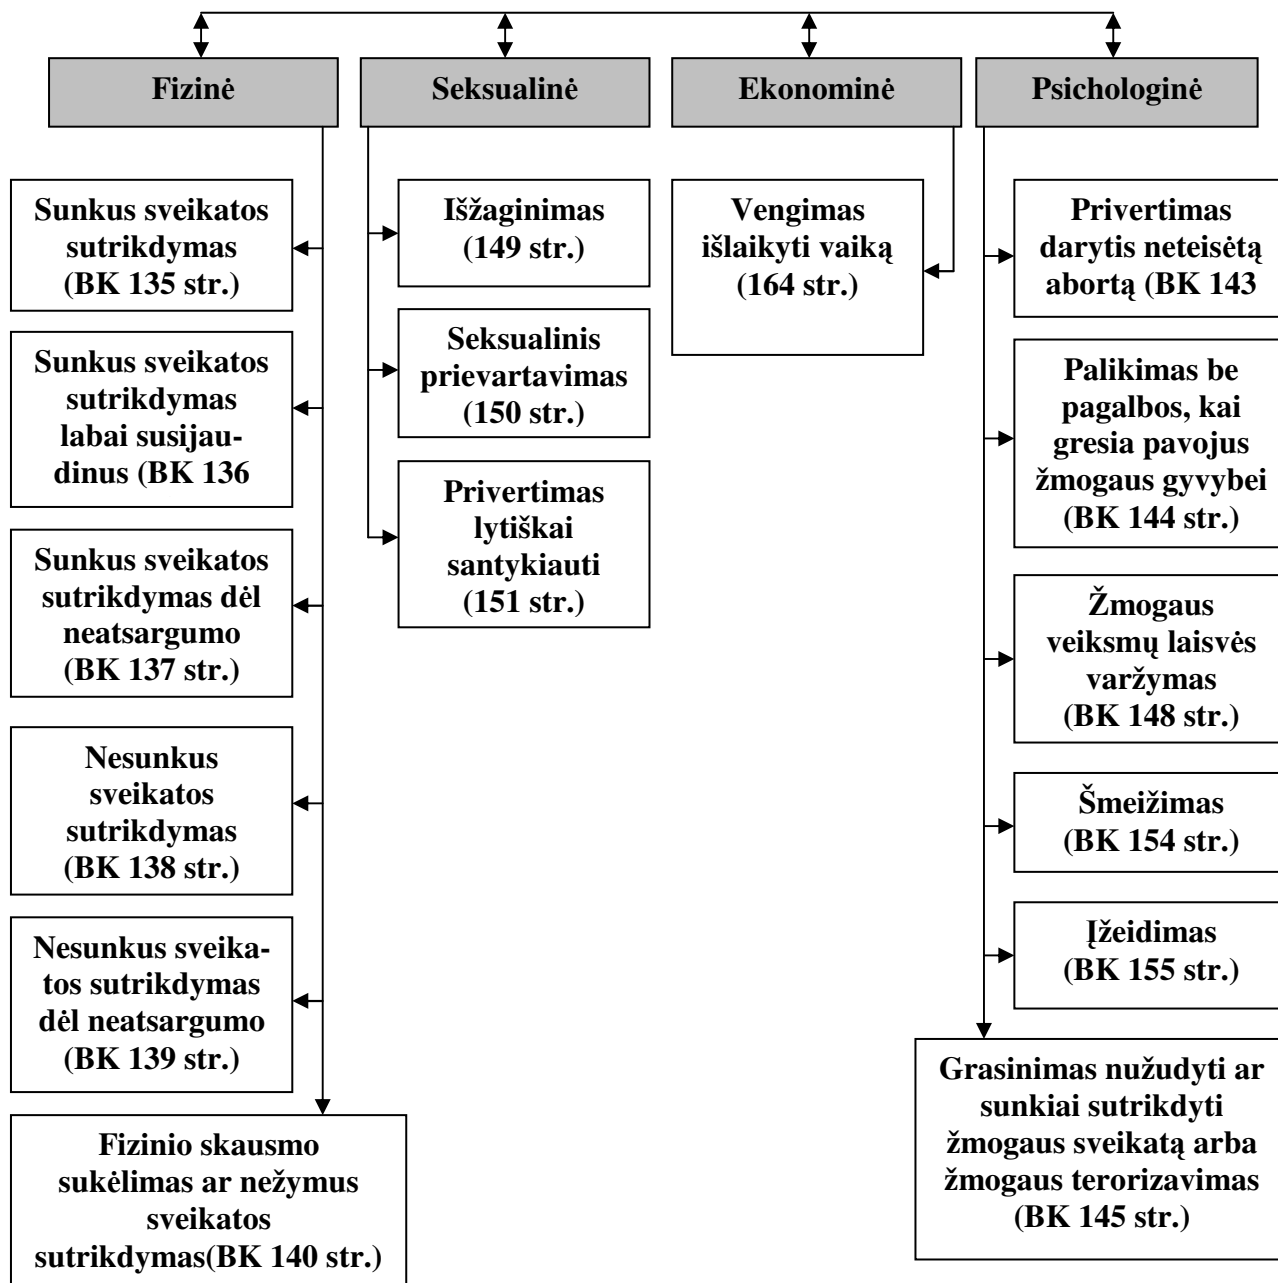 Fizinė
Seksualinė
Ekonominė
Psichologinė
Sunkus sveikatos
sutrikdymas
(BK 135 str.)
Sunkus sveikatos
sutrikdymas
labai susijau-
dinus (BK 136
Sunkus sveikatos
sutrikdymas dėl
neatsargumo
(BK 137 str.)
Nesunkus
sveikatos
sutrikdymas
(BK 138 str.)
Nesunkus sveika-
tos sutrikdymas
dėl neatsargumo
(BK 139 str.)
Fizinio skausmo
sukėlimas ar nežymus
sveikatos
sutrikdymas(BK 140 str.)
Išžaginimas
(149 str.)
Seksualinis
prievartavimas
(150 str.)
Privertimas
lytiškai
santykiauti
(151 str.)
Vengimas
išlaikyti vaiką
(164 str.)
Privertimas
darytis neteisėtą
abortą (BK 143
Palikimas be
pagalbos, kai
gresia pavojus
žmogaus gyvybei
(BK 144 str.)
Žmogaus
veiksmų laisvės
varžymas
(BK 148 str.)
Šmeižimas
(BK 154 str.)
Įžeidimas
(BK 155 str.)
Grasinimas nužudyti ar
sunkiai sutrikdyti
žmogaus sveikatą arba
žmogaus terorizavimas
(BK 145 str.)